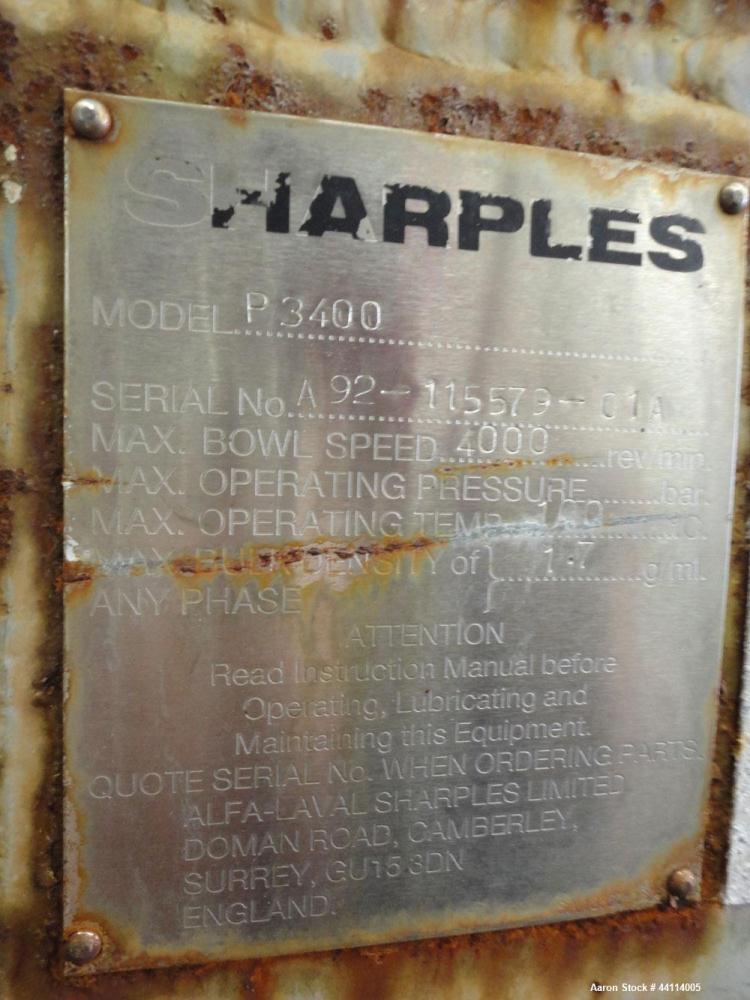 SHARPLES
MODEL P3400
SERIAL No. A 92-115579-01A
MAX. BOWL SPEED 4000 rev/min.
MAX. OPERATING PRESSURE bar.
MAX. OPERATING TEMP. °C.
MAX. BULK DENSITY of } 1.7 g/ml.
ANY PHASE
ATTENTION
Read Instruction Manual before
Operating, Lubricating and
Maintaining this Equipment.
QUOTE SERIAL No. WHEN ORDERING PARTS.
ALFA-LAVAL SHARPLES LIMITED
DOMAN ROAD, CAMBERLEY,
SURREY, GU15 3DN
ENGLAND.
Aaron Stock # 44114005